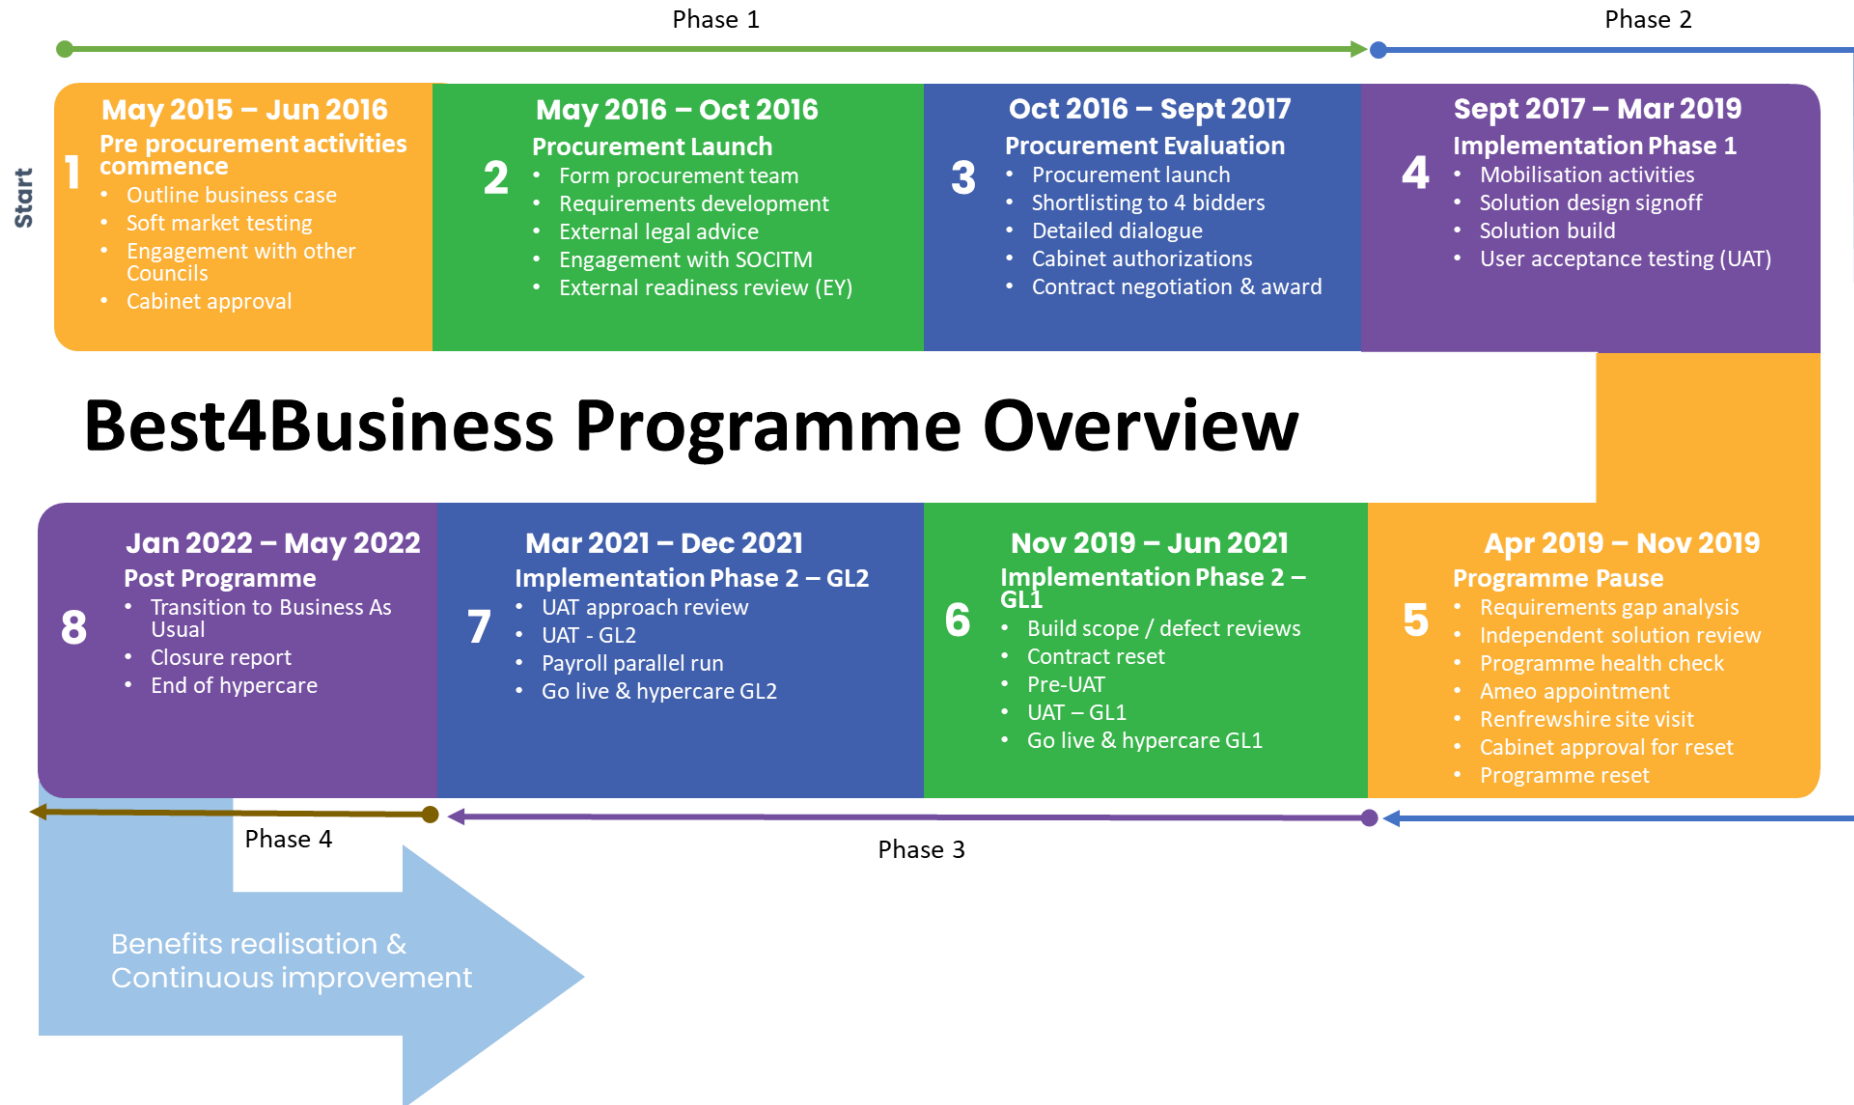 Phase 1
Phase 2
Start
1
May 2015 – Jun 2016
Pre procurement activities
commence
• Outline business case
• Soft market testing
• Engagement with other
Councils
• Cabinet approval
2
May 2016 – Oct 2016
Procurement Launch
• Form procurement team
• Requirements development
• External legal advice
• Engagement with SOCITM
• External readiness review (EY)
3
Oct 2016 – Sept 2017
Procurement Evaluation
• Procurement launch
• Shortlisting to 4 bidders
• Detailed dialogue
• Cabinet authorizations
• Contract negotiation & award
4
Sept 2017 – Mar 2019
Implementation Phase 1
• Mobilisation activities
• Solution design signoff
• Solution build
• User acceptance testing (UAT)
Best4Business Programme Overview
5
Apr 2019 – Nov 2019
Programme Pause
• Requirements gap analysis
• Independent solution review
• Programme health check
• Ameo appointment
• Renfrewshire site visit
• Cabinet approval for reset
• Programme reset
6
Nov 2019 – Jun 2021
Implementation Phase 2 –
GL1
• Build scope / defect reviews
• Contract reset
• Pre-UAT
• UAT – GL1
• Go live & hypercare GL1
7
Mar 2021 – Dec 2021
Implementation Phase 2 – GL2
• UAT approach review
• UAT - GL2
• Payroll parallel run
• Go live & hypercare GL2
8
Jan 2022 – May 2022
Post Programme
• Transition to Business As
Usual
• Closure report
• End of hypercare
Phase 3
Phase 4
Benefits realisation &
Continuous improvement